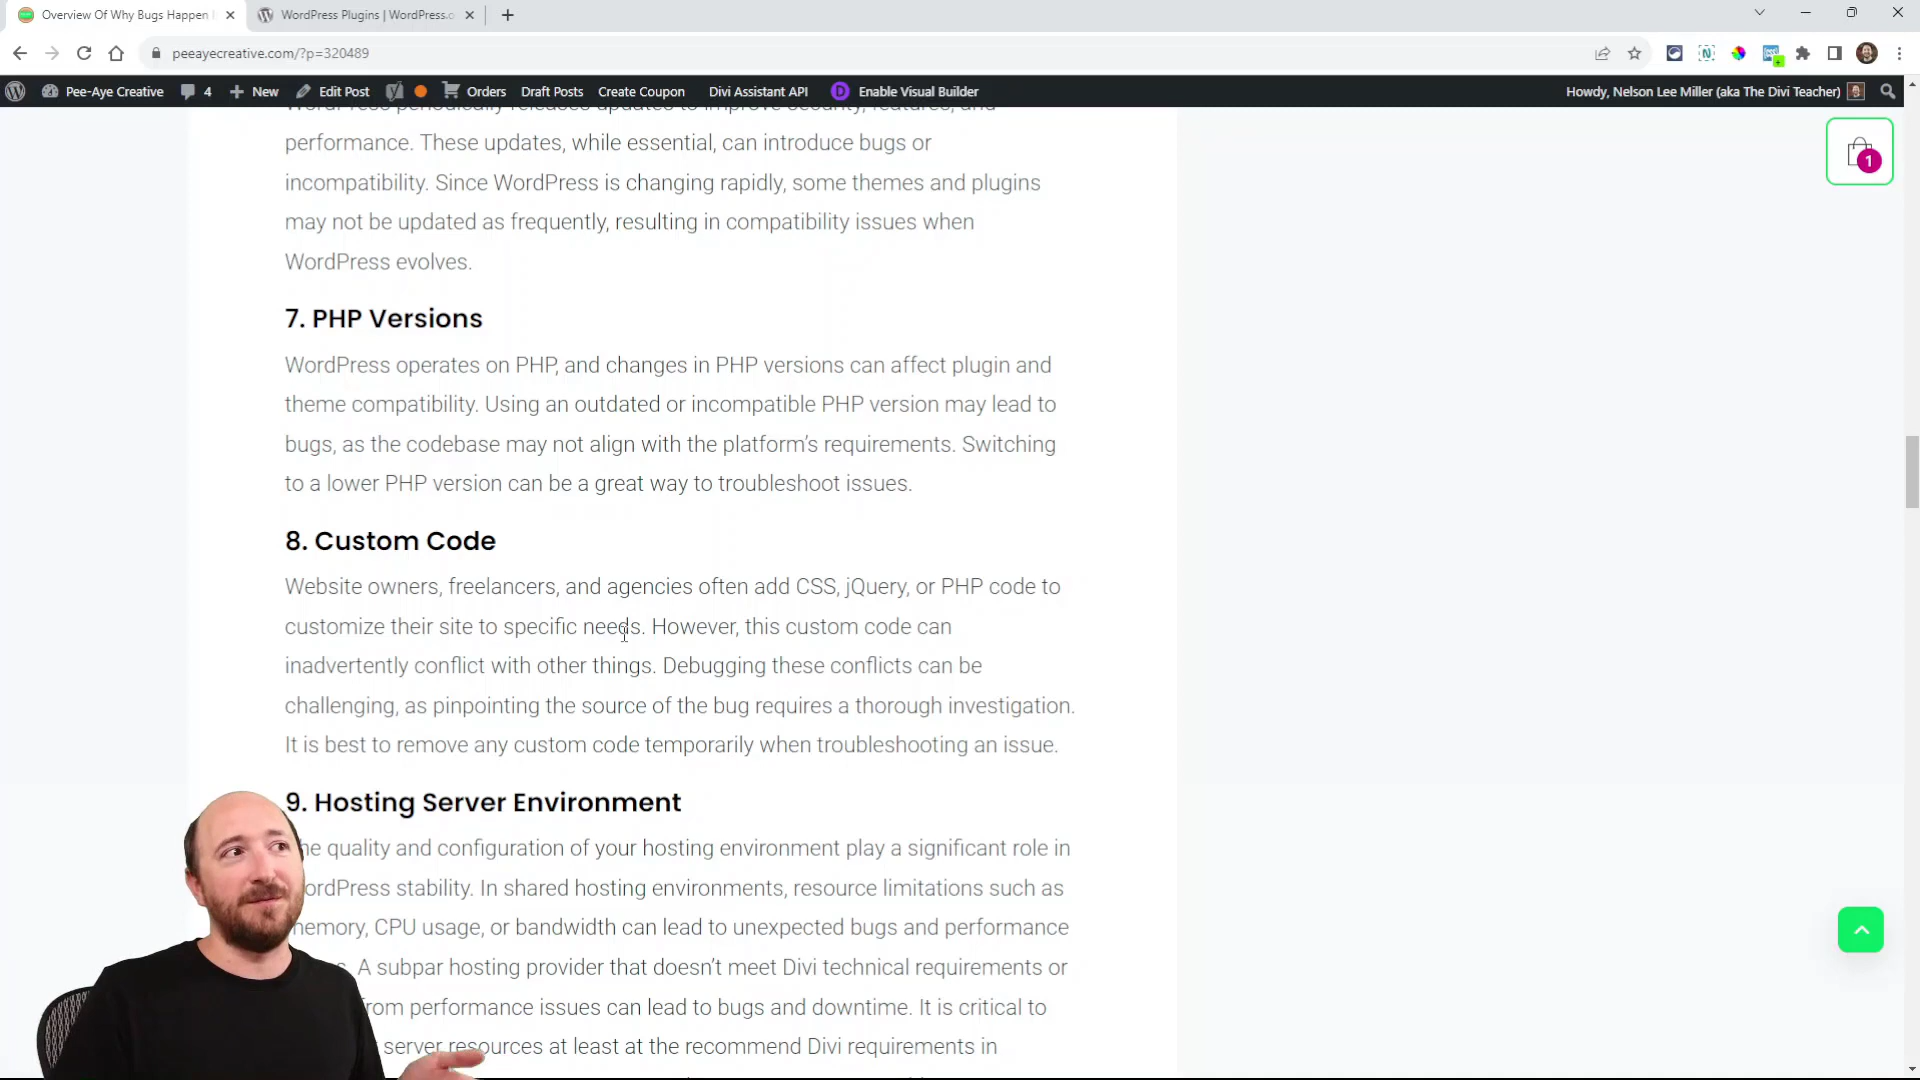 Overview Of Why Bugs Happen
WordPress Plugins | WordPress.o
peeayecreative.com/?p=320489
Pee-Aye Creative 4 New Edit Post Orders Draft Posts Create Coupon Divi Assistant API D Enable Visual Builder Howdy, Nelson Lee Miller (aka The Divi Teacher)
1
WordPress periodically releases updates to improve security, features, and
performance. These updates, while essential, can introduce bugs or
incompatibility. Since WordPress is changing rapidly, some themes and plugins
may not be updated as frequently, resulting in compatibility issues when
WordPress evolves.
7. PHP Versions
WordPress operates on PHP, and changes in PHP versions can affect plugin and
theme compatibility. Using an outdated or incompatible PHP version may lead to
bugs, as the codebase may not align with the platform's requirements. Switching
to a lower PHP version can be a great way to troubleshoot issues.
8. Custom Code
Website owners, freelancers, and agencies often add CSS, jQuery, or PHP code to
customize their site to specific needs. However, this custom code can
inadvertently conflict with other things. Debugging these conflicts can be
challenging, as pinpointing the source of the bug requires a thorough investigation.
It is best to remove any custom code temporarily when troubleshooting an issue.
9. Hosting Server Environment
he quality and configuration of your hosting environment play a significant role in
ordPress stability. In shared hosting environments, resource limitations such as
memory, CPU usage, or bandwidth can lead to unexpected bugs and performance
s. A subpar hosting provider that doesn't meet Divi technical requirements or
from performance issues can lead to bugs and downtime. It is critical to
server resources at least at the recommend Divi requirements in